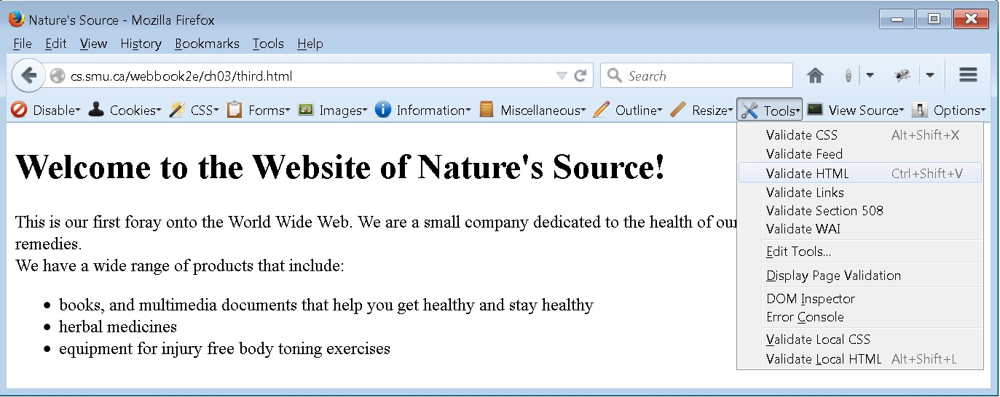 Nature's Source - Mozilla Firefox
File Edit View History Bookmarks Tools Help
cs.smu.ca/webbook2e/ch03/third.html Search
Disable Cookies CSS Forms Images Information Miscellaneous Outline Resize Tools View Source Options
Validate CSS Alt+Shift+X
Validate Feed
Validate HTML Ctrl+Shift+V
Validate Links
Validate Section 508
Validate WAI
Edit Tools...
Display Page Validation
DOM Inspector
Error Console
Validate Local CSS
Validate Local HTML Alt+Shift+L
Welcome to the Website of Nature's Source!
This is our first foray onto the World Wide Web. We are a small company dedicated to the health of our
remedies.
We have a wide range of products that include:
• books, and multimedia documents that help you get healthy and stay healthy
• herbal medicines
• equipment for injury free body toning exercises